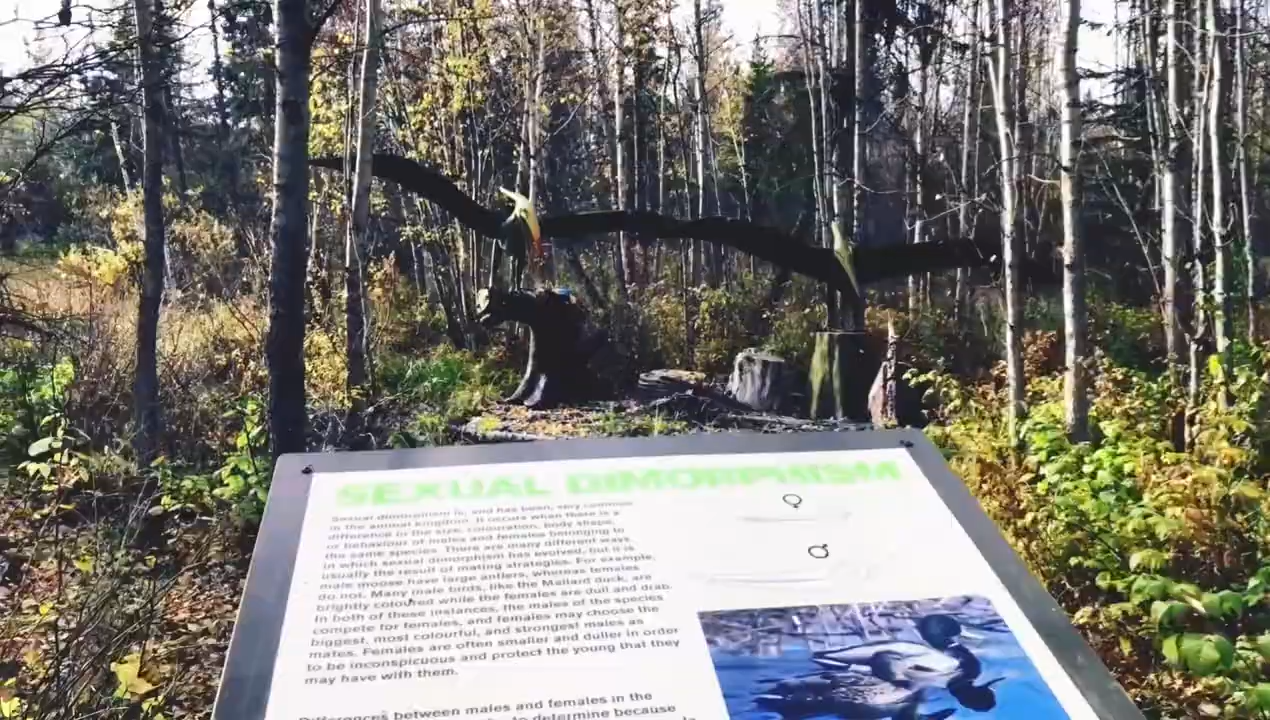 SEXUAL DIMORPHISM
Sexual dimorphism is, and has been, very common
in the animal kingdom. It occurs when there is a
difference in the size, colouration, body shape,
or behaviour of males and females belonging to
the same species. There are many different ways
in which sexual dimorphism has evolved, but it is
usually the result of mating strategies. For example,
male moose have large antlers, whereas females
do not. Many male birds, like the Mallard duck, are
brightly coloured while the females are dull and drab.
In both of these instances, the males of the species
compete for females, and females may choose the
biggest, most colourful, and strongest males as
mates. Females are often smaller and duller in order
to be inconspicuous and protect the young that they
may have with them.
Differences between males and females in the
to determine because